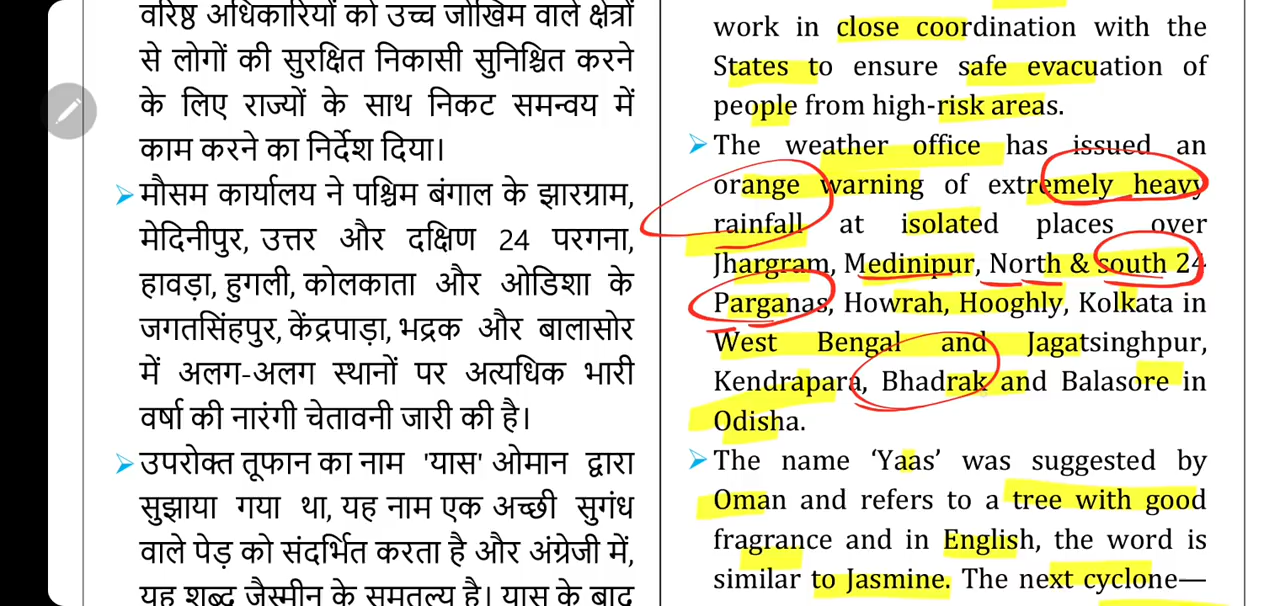 वरिष्ठ अधिकारियों को उच्च जोखिम वाले क्षेत्रों
से लोगों की सुरक्षित निकासी सुनिश्चित करने
के लिए राज्यों के साथ निकट समन्वय में
काम करने का निर्देश दिया।
➢ मौसम कार्यालय ने पश्चिम बंगाल के झारग्राम,
मेदिनीपुर, उत्तर और दक्षिण 24 परगना,
हावड़ा, हुगली, कोलकाता और ओडिशा के
जगतसिंहपुर, केंद्रपाड़ा, भद्रक और बालासोर
में अलग-अलग स्थानों पर अत्यधिक भारी
वर्षा की नारंगी चेतावनी जारी की है।
➢ उपरोक्त तूफान का नाम 'यास' ओमान द्वारा
सुझाया गया था, यह नाम एक अच्छी सुगंध
वाले पेड़ को संदर्भित करता है और अंग्रेजी में,
यह शब्द जैस्मीन के समतुल्य है। यास के बाद
work in close coordination with the
States to ensure safe evacuation of
people from high-risk areas.
➢ The weather office has issued an
orange warning of extremely heavy
rainfall at isolated places over
Jhargram, Medinipur, North & south 24
Parganas, Howrah, Hooghly, Kolkata in
West Bengal and Jagatsinghpur,
Kendrapara, Bhadrak and Balasore in
Odisha.
➢ The name ‘Yaas’ was suggested by
Oman and refers to a tree with good
fragrance and in English, the word is
similar to Jasmine. The next cyclone—